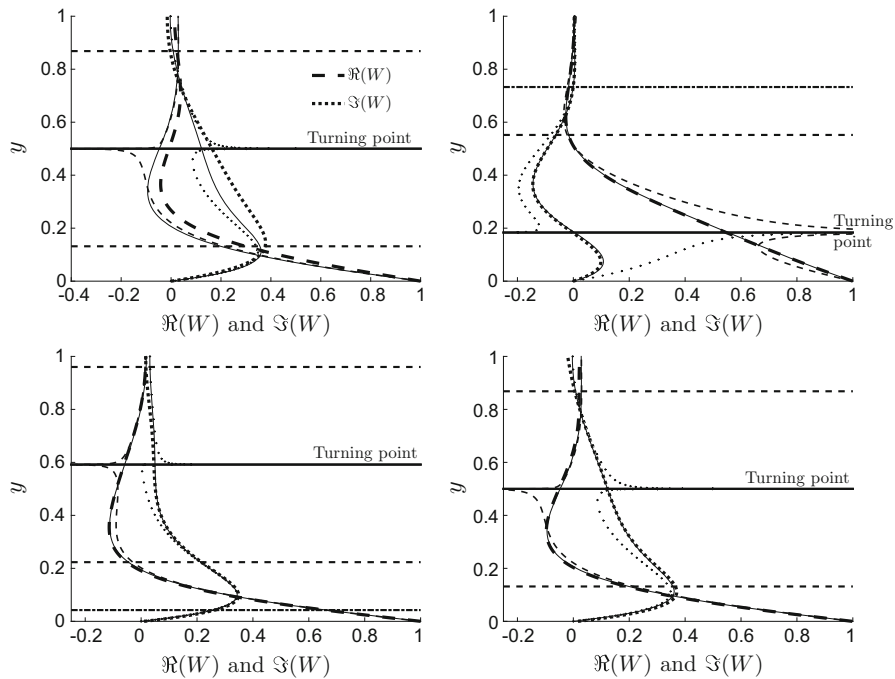 1
0.8
0.6
0.4
0.2
0
y
ℜ(W)
ℑ(W)
Turning point
-0.4 -0.2 0 0.2 0.4 0.6 0.8 1
ℜ(W) and ℑ(W)
1
0.8
0.6
0.4
0.2
0
y
Turning
point
-0.2 0 0.2 0.4 0.6 0.8 1
ℜ(W) and ℑ(W)
1
0.8
0.6
0.4
0.2
0
y
Turning point
-0.2 0 0.2 0.4 0.6 0.8 1
ℜ(W) and ℑ(W)
1
0.8
0.6
0.4
0.2
0
y
Turning point
-0.2 0 0.2 0.4 0.6 0.8 1
ℜ(W) and ℑ(W)